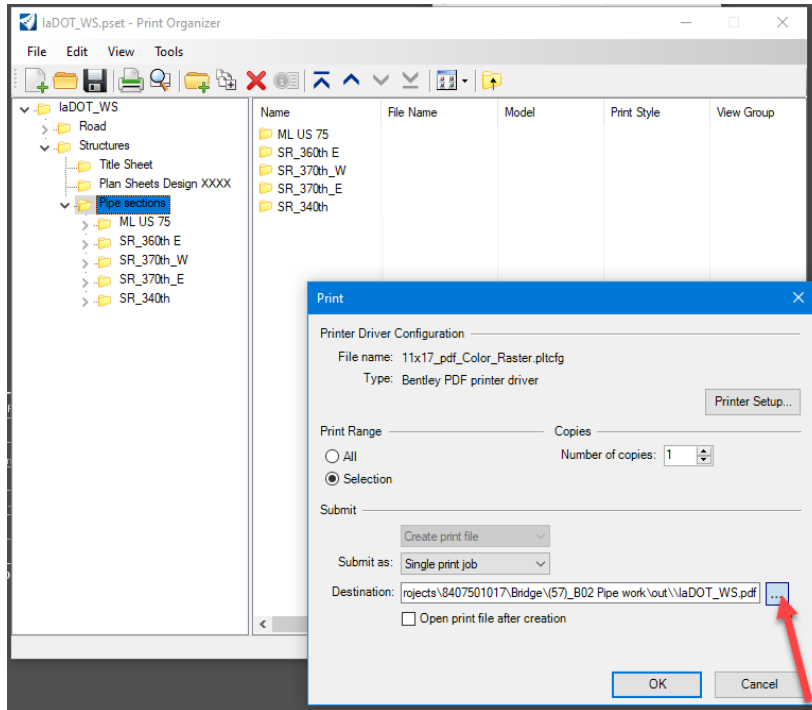 IaDOT_WS.pset - Print Organizer
File Edit View Tools
IaDOT_WS
Road
Structures
Title Sheet
Plan Sheets Design XXXX
Pipe sections
ML US 75
SR_360th E
SR_370th_W
SR_370th_E
SR_340th
Name File Name Model Print Style View Group
ML US 75
SR_360th E
SR_370th_W
SR_370th_E
SR_340th
Print
Printer Driver Configuration
File name: 11x17_pdf_Color_Raster.pltcfg
Type: Bentley PDF printer driver
Printer Setup...
Print Range Copies
All Number of copies: 1
Selection
Submit
Create print file
Submit as: Single print job
Destination: rojects\8407501017\Bridge\(57)_B02 Pipe work\out\\IaDOT_WS.pdf ...
Open print file after creation
OK Cancel